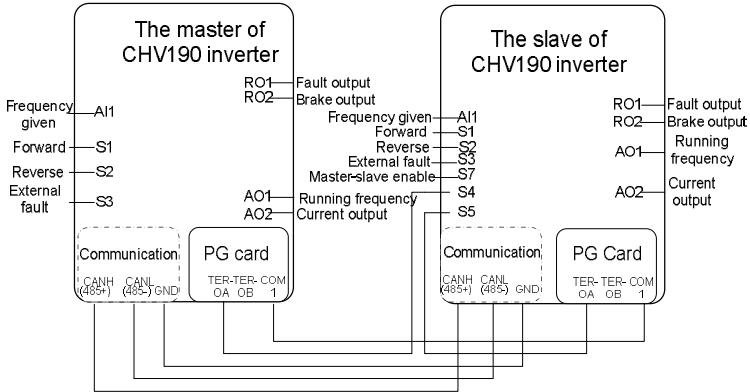 The master of
CHV190 inverter
RO1
Fault output
RO2
Brake output
Frequency
given
AI1
Forward
S1
Reverse
S2
External
fault
S3
AO1
Running frequency
AO2
Current output
Communication
PG card
CANH
(485+)
CANL
(485-)
GND
TER-
OA
TER-
OB
COM
1
The slave of
CHV190 inverter
Frequency given
AI1
Forward
S1
Reverse
S2
External fault
S3
Master-slave enable
S7
S4
S5
RO1
Fault output
RO2
Brake output
AO1
Running
frequency
AO2
Current
output
Communication
PG Card
CANH
(485+)
CANL
(485-)
GND
TER-
OA
TER-
OB
COM
1